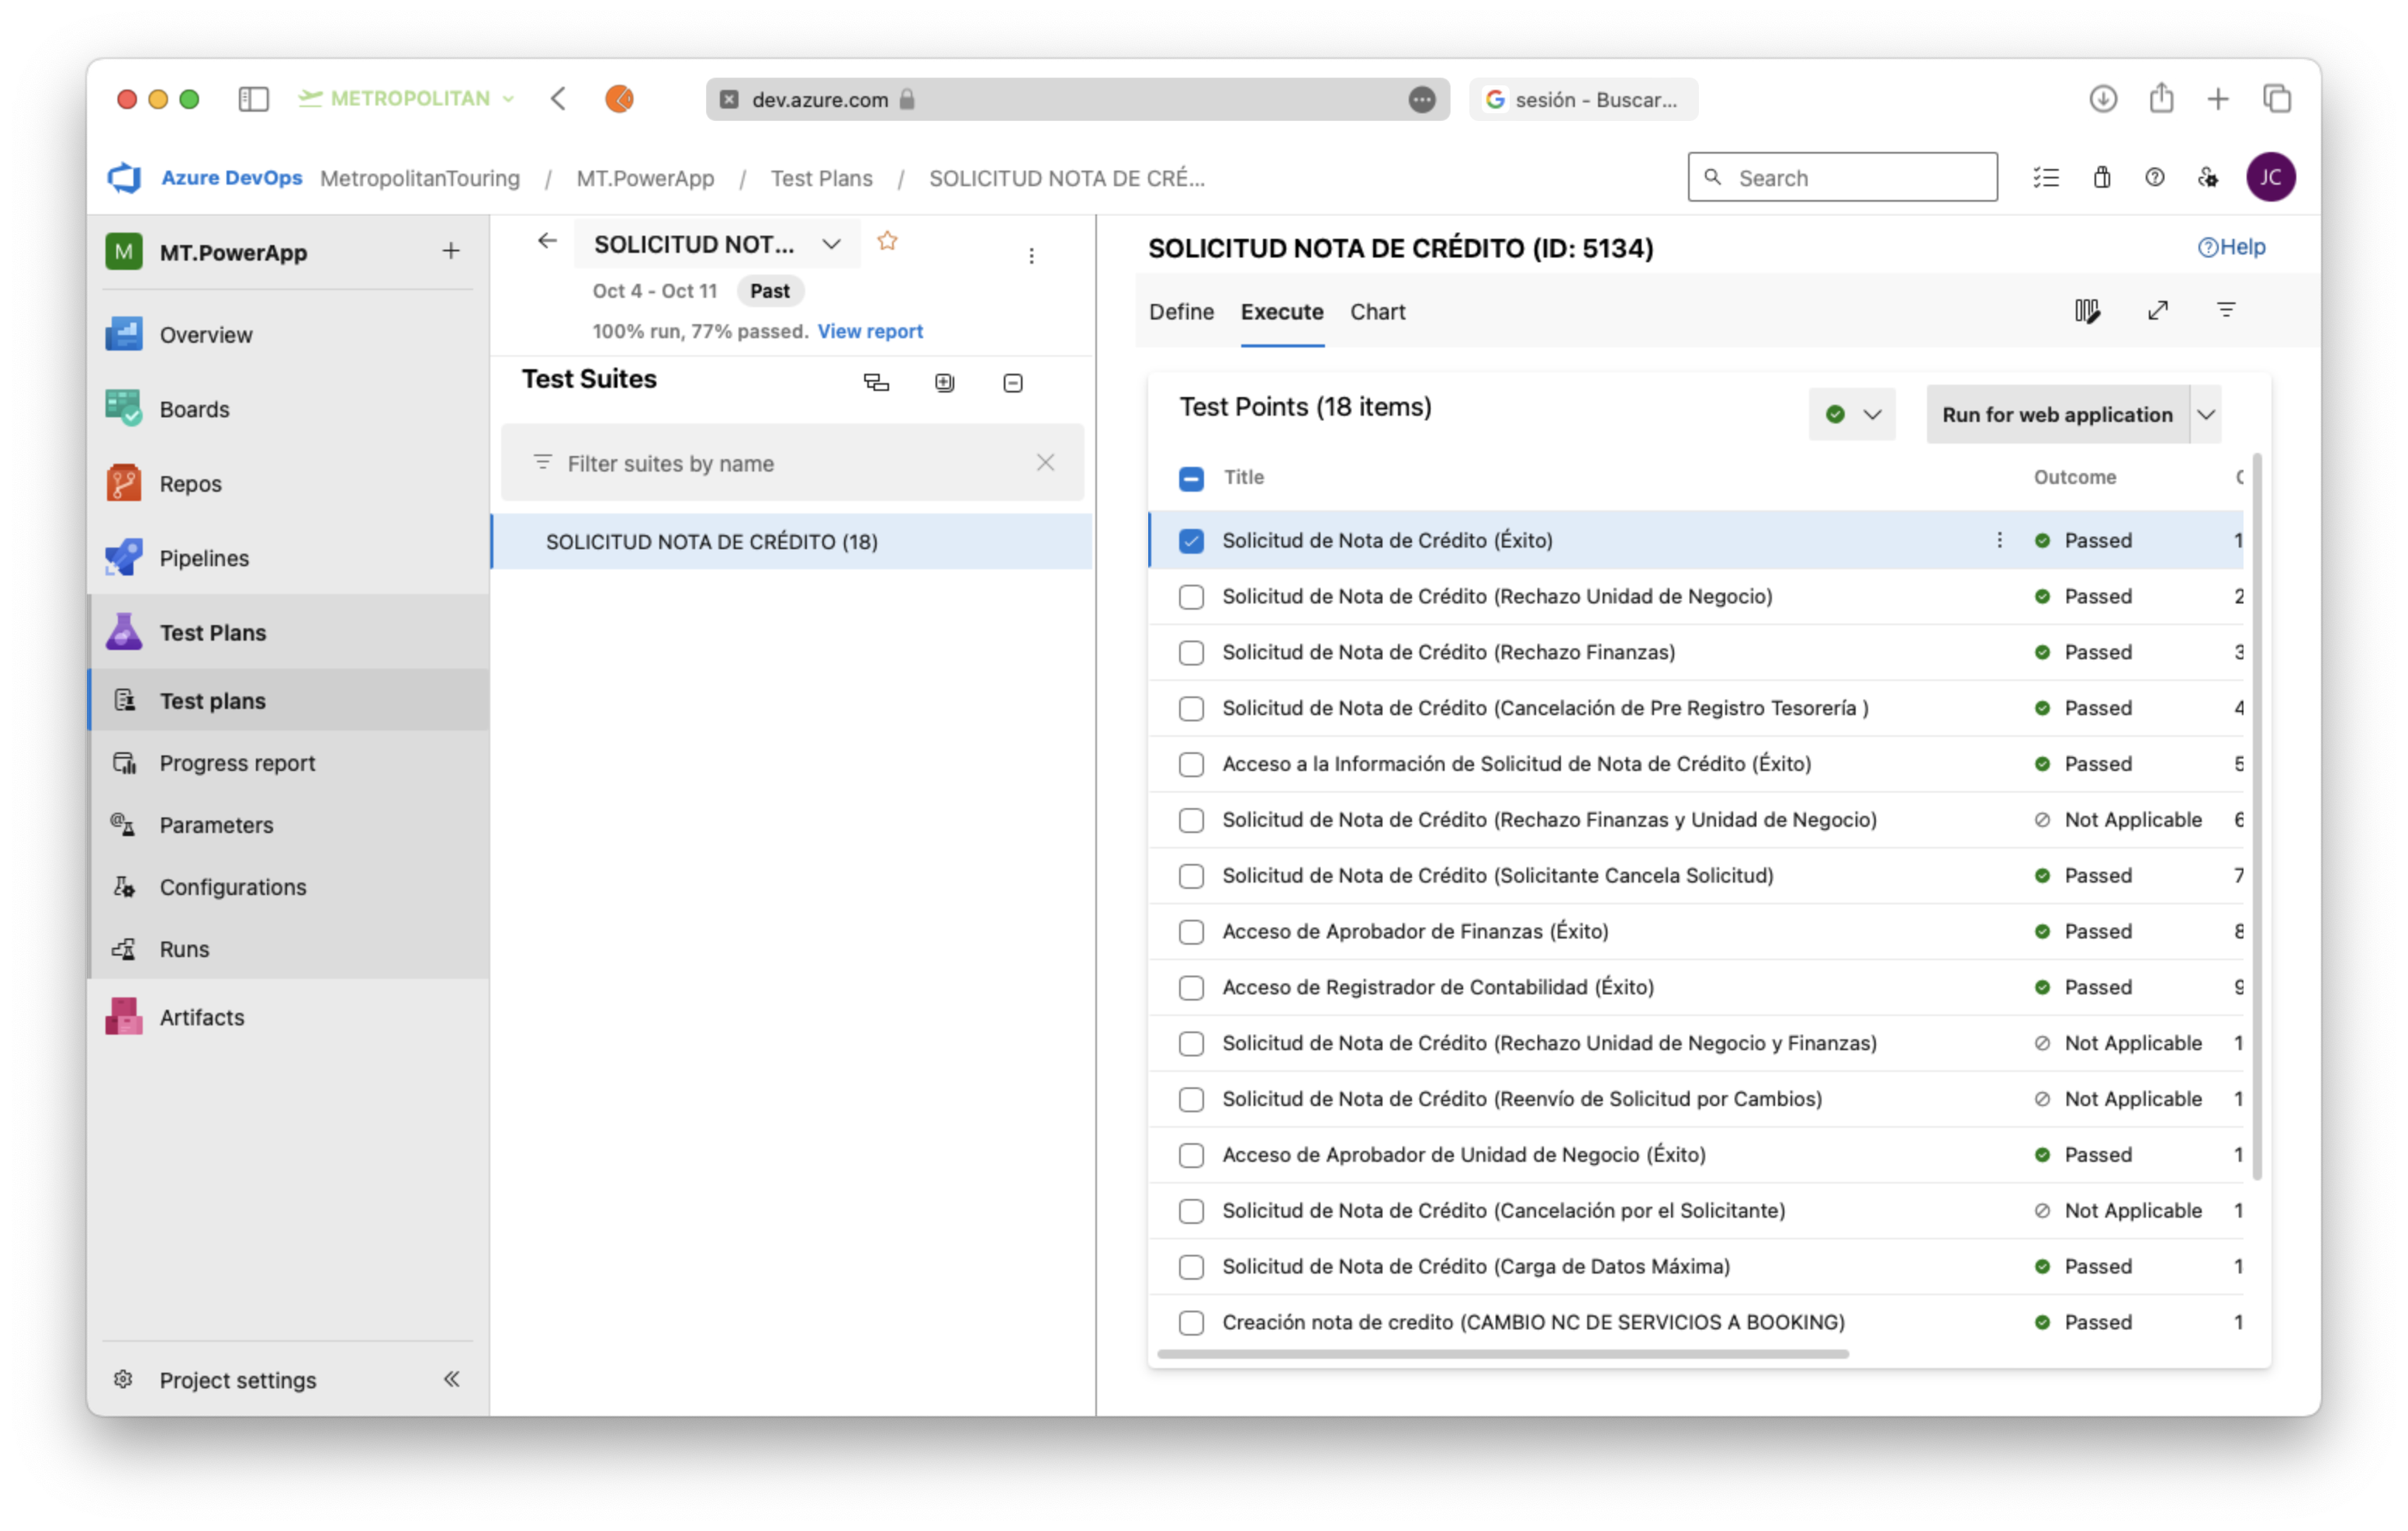 METROPOLITAN
dev.azure.com
sesión - Buscar...
Azure DevOps MetropolitanTouring / MT.PowerApp / Test Plans / SOLICITUD NOTA DE CRÉ...
Search
JC
M MT.PowerApp
Overview
Boards
Repos
Pipelines
Test Plans
Test plans
Progress report
Parameters
Configurations
Runs
Artifacts
Project settings
SOLICITUD NOT...
Oct 4 - Oct 11 Past
100% run, 77% passed. View report
Test Suites
Filter suites by name
SOLICITUD NOTA DE CRÉDITO (18)
SOLICITUD NOTA DE CRÉDITO (ID: 5134)
Help
Define Execute Chart
Test Points (18 items)
Run for web application
Title Outcome
Solicitud de Nota de Crédito (Éxito) Passed 1
Solicitud de Nota de Crédito (Rechazo Unidad de Negocio) Passed 2
Solicitud de Nota de Crédito (Rechazo Finanzas) Passed 3
Solicitud de Nota de Crédito (Cancelación de Pre Registro Tesorería ) Passed 4
Acceso a la Información de Solicitud de Nota de Crédito (Éxito) Passed 5
Solicitud de Nota de Crédito (Rechazo Finanzas y Unidad de Negocio) Not Applicable 6
Solicitud de Nota de Crédito (Solicitante Cancela Solicitud) Passed 7
Acceso de Aprobador de Finanzas (Éxito) Passed 8
Acceso de Registrador de Contabilidad (Éxito) Passed 9
Solicitud de Nota de Crédito (Rechazo Unidad de Negocio y Finanzas) Not Applicable 1
Solicitud de Nota de Crédito (Reenvío de Solicitud por Cambios) Not Applicable 1
Acceso de Aprobador de Unidad de Negocio (Éxito) Passed 1
Solicitud de Nota de Crédito (Cancelación por el Solicitante) Not Applicable 1
Solicitud de Nota de Crédito (Carga de Datos Máxima) Passed 1
Creación nota de credito (CAMBIO NC DE SERVICIOS A BOOKING) Passed 1